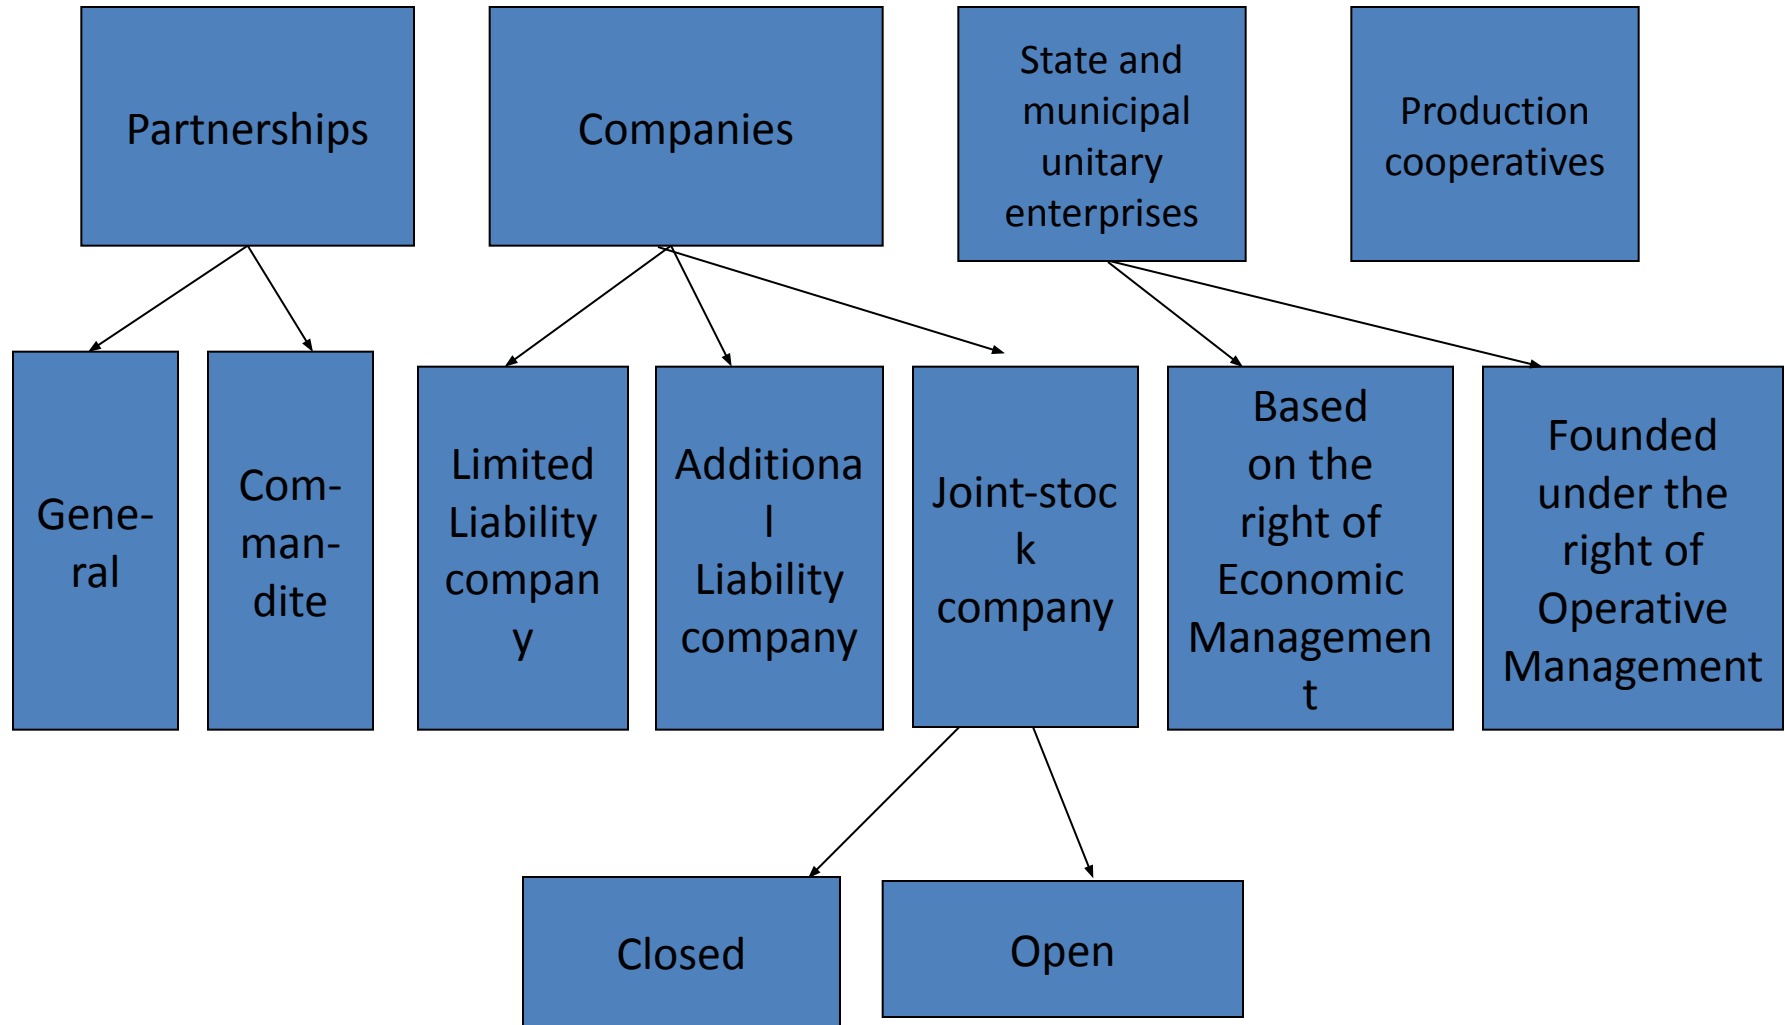 Partnerships
Companies
State and
municipal
unitary
enterprises
Production
cooperatives
Gene-
ral
Com-
man-
dite
Limited
Liability
compan
y
Additiona
l
Liability
company
Joint-stoc
k
company
Based
on the
right of
Economic
Managemen
t
Founded
under the
right of
Operative
Management
Closed
Open